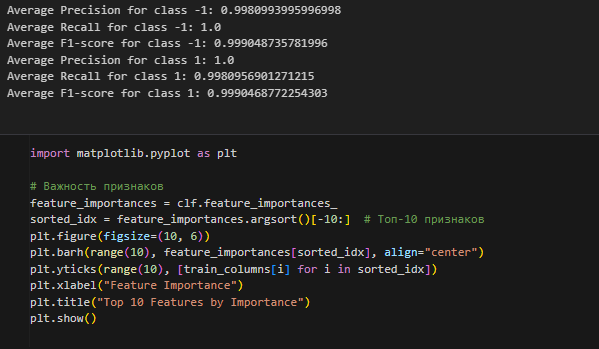 Average Precision for class -1: 0.9980993995996998
Average Recall for class -1: 1.0
Average F1-score for class -1: 0.999048735781996
Average Precision for class 1: 1.0
Average Recall for class 1: 0.9980956901271215
Average F1-score for class 1: 0.9990468772254303
import matplotlib.pyplot as plt
# Важность признаков
feature_importances = clf.feature_importances_
sorted_idx = feature_importances.argsort()[-10:]  # Топ-10 признаков
plt.figure(figsize=(10, 6))
plt.barh(range(10), feature_importances[sorted_idx], align="center")
plt.yticks(range(10), [train_columns[i] for i in sorted_idx])
plt.xlabel("Feature Importance")
plt.title("Top 10 Features by Importance")
plt.show()